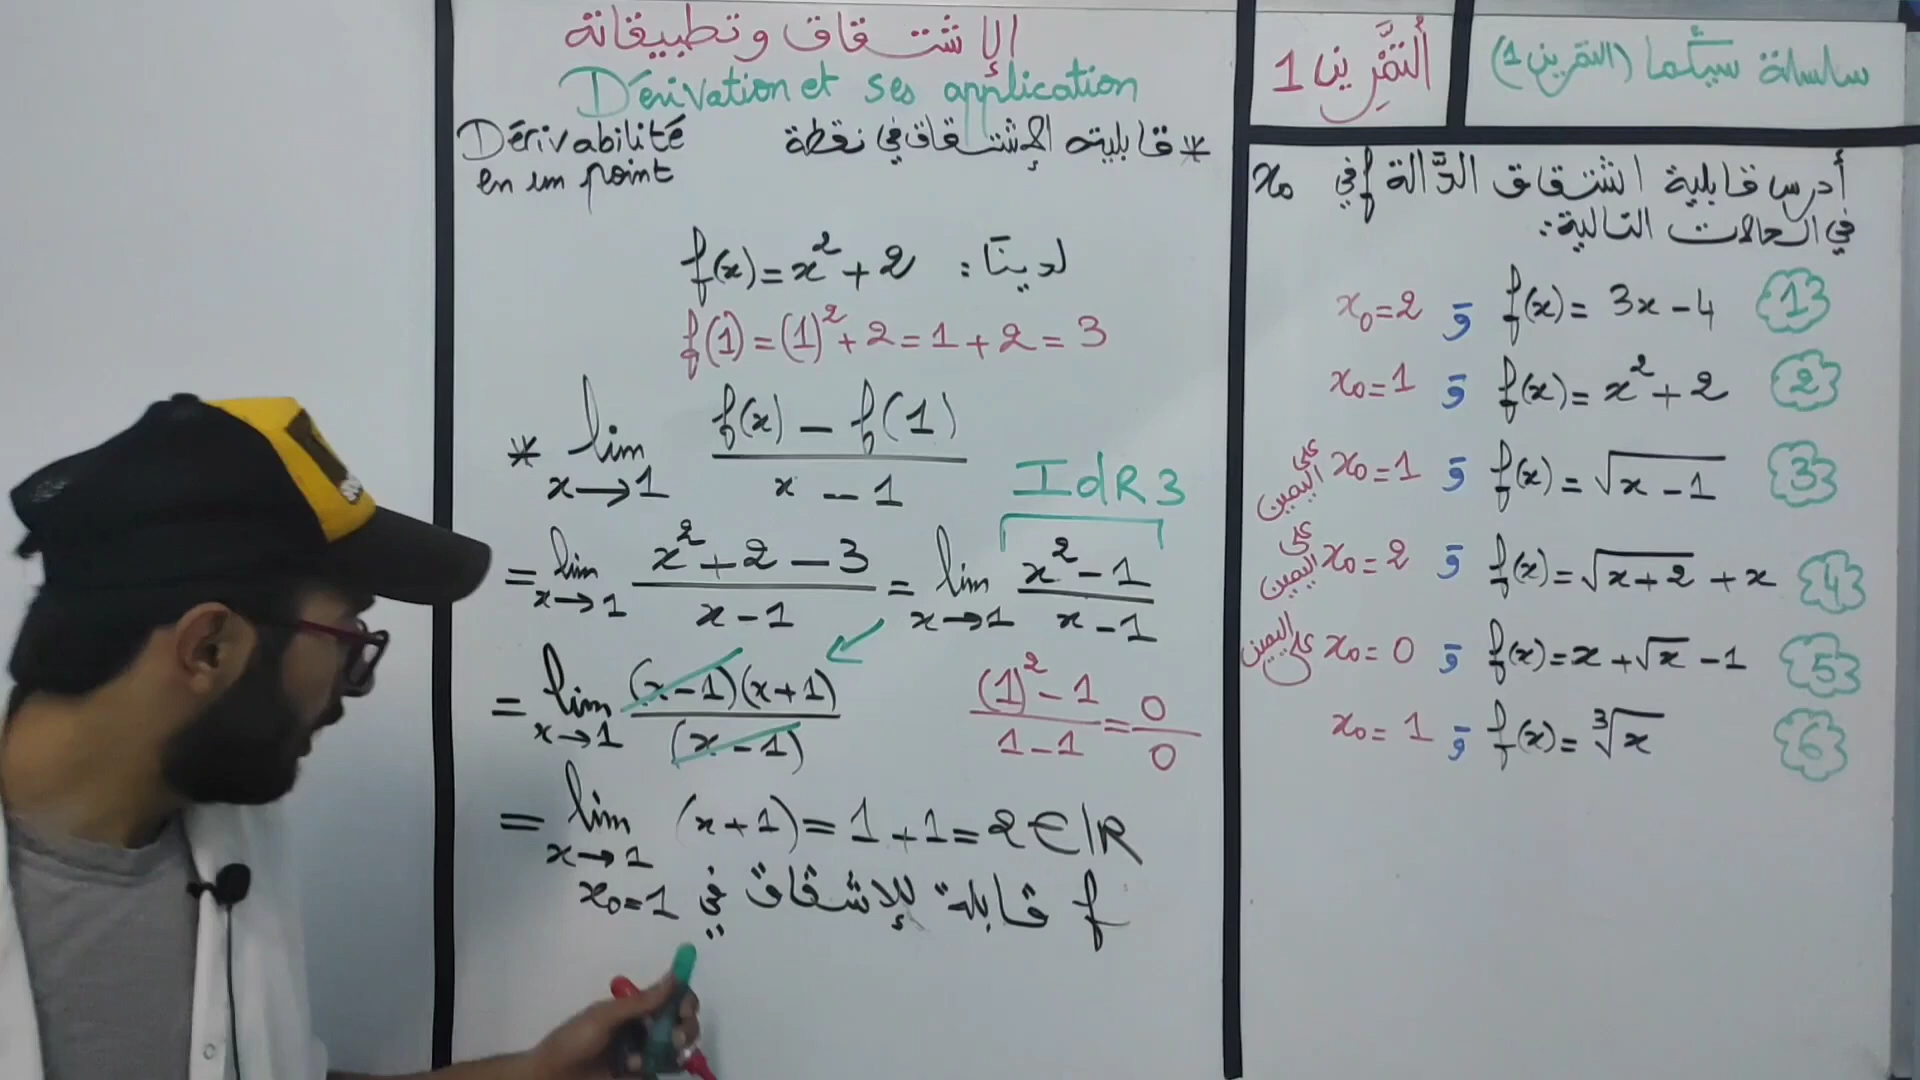 سلسلة سيگما (التمرين 1)
التمرين 1
أدرس قابلية اشتقاق الدالة f في x₀
في الحالات التالية:
1 f(x) = 3x - 4 و x₀=2
2 f(x) = x² + 2 و x₀=1
3 f(x) = √(x - 1) و x₀=1 على اليمين
4 f(x) = √(x+2) + x و x₀=2 على اليمين
5 f(x) = x + √x - 1 و x₀= 0 على اليمين
6 f(x) = ³√x و x₀= 1
الإشتقاق وتطبيقاته
Dérivation et ses application
* قابلية الإشتقاق في نقطة
Dérivabilité
en un point
لدينا : f(x) = x² + 2
f(1) = (1)² + 2 = 1 + 2 = 3
* lim x→1 (f(x) - f(1))/(x - 1)
IdR3
= lim x→1 (x² + 2 - 3)/(x - 1) = lim x→1 (x² - 1)/(x - 1)
= lim x→1 (x-1)(x+1)/(x-1)
((1)² - 1)/(1 - 1) = 0/0
= lim x→1 (x+1) = 1 + 1 = 2 ∈ ℝ
f قابلة للإشقاق في x₀=1